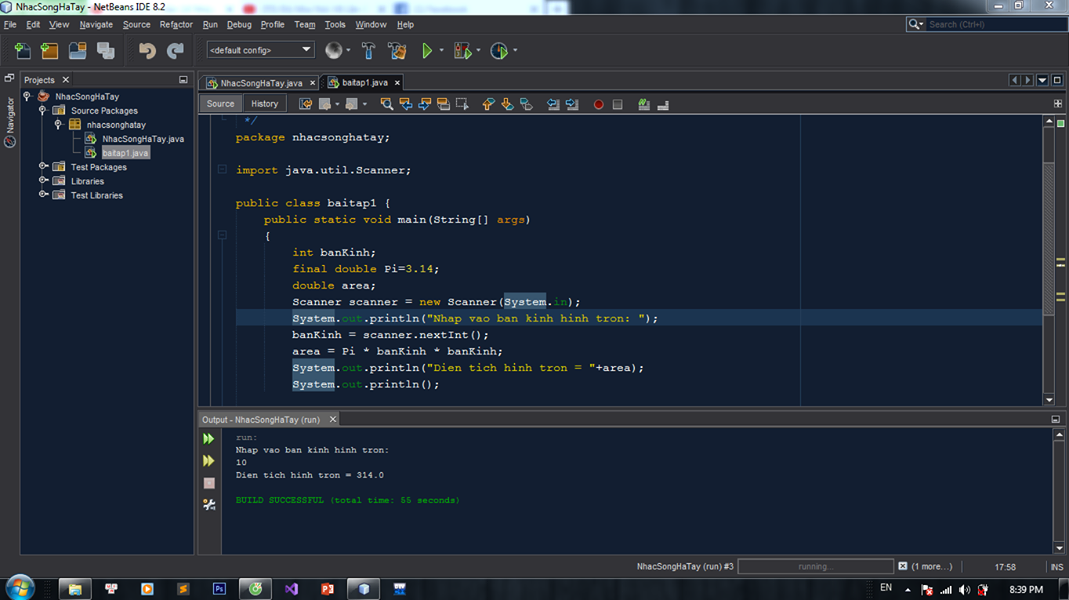 NhacSongHaTay - NetBeans IDE 8.2
File Edit View Navigate Source Refactor Run Debug Profile Team Tools Window Help
Search (Ctrl+I)
<default config>
Projects
Navigator
NhacSongHaTay
Source Packages
nhacsonghatay
NhacSongHaTay.java
baitap1.java
Test Packages
Libraries
Test Libraries
NhacSongHaTay.java baitap1.java
Source History
*/
package nhacsonghatay;
import java.util.Scanner;
public class baitap1 {
public static void main(String[] args)
{
int banKinh;
final double Pi=3.14;
double area;
Scanner scanner = new Scanner(System.in);
System.out.println("Nhap vao ban kinh hinh tron: ");
banKinh = scanner.nextInt();
area = Pi * banKinh * banKinh;
System.out.println("Dien tich hinh tron = "+area);
System.out.println();
Output - NhacSongHaTay (run)
run:
Nhap vao ban kinh hinh tron:
10
Dien tich hinh tron = 314.0
BUILD SUCCESSFUL (total time: 55 seconds)
NhacSongHaTay (run) #3 running... (1 more...) 17:58 INS
Ps
EN 8:39 PM